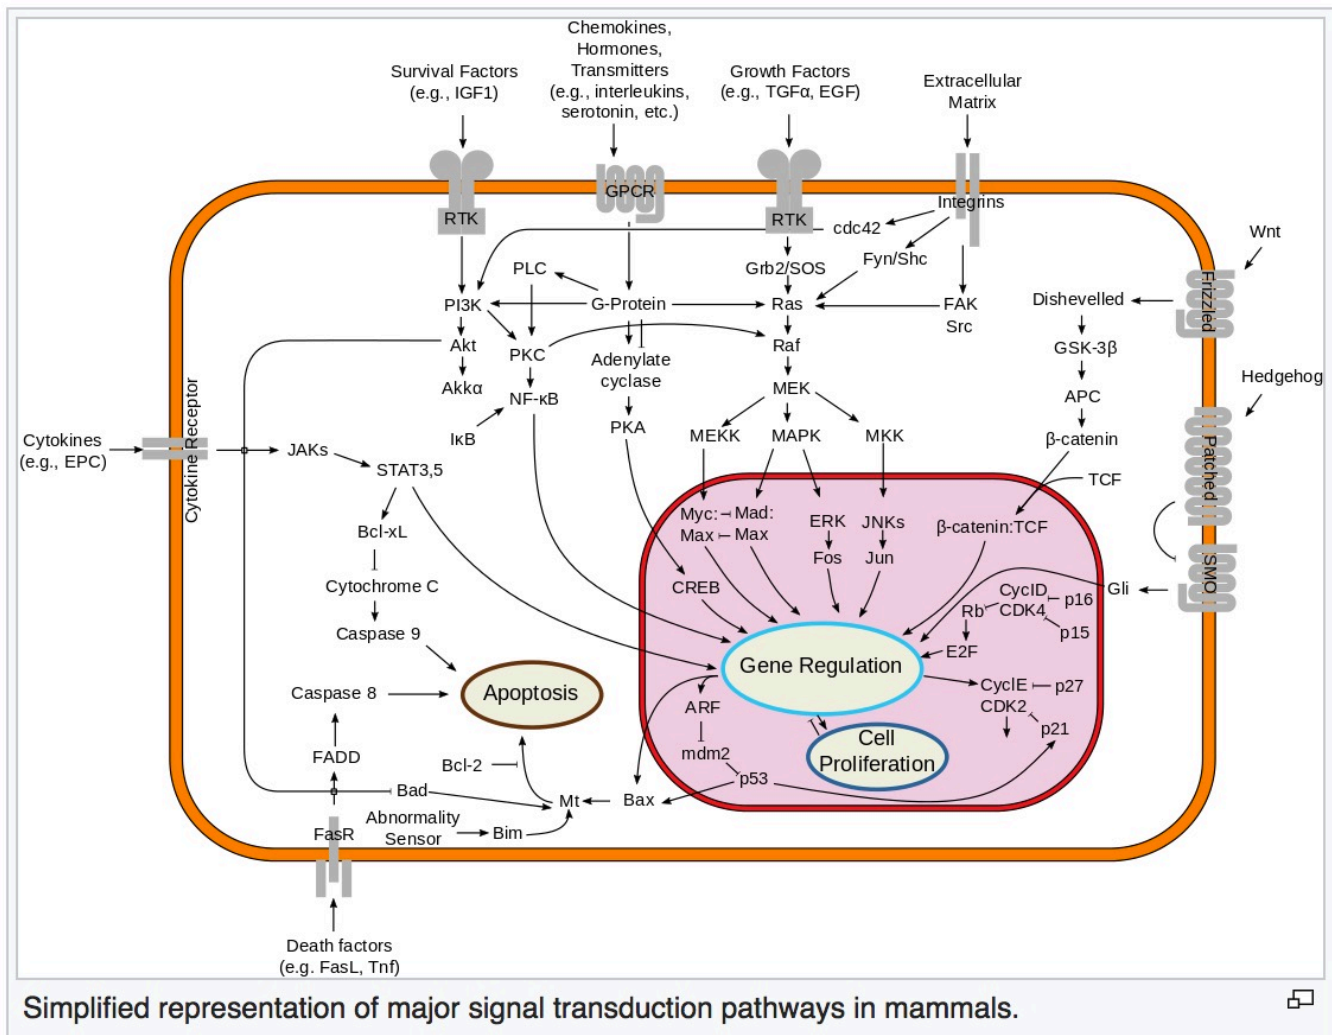 Chemokines,
Hormones,
Transmitters
(e.g., interleukins,
serotonin, etc.)
Survival Factors
(e.g., IGF1)
Growth Factors
(e.g., TGFα, EGF)
Extracellular
Matrix
RTK
GPCR
RTK
Integrins
cdc42
Wnt
PLC
Grb2/SOS
Fyn/Shc
Frizzled
PI3K
G-Protein
Ras
FAK
Src
Dishevelled
Akt
PKC
Adenylate
cyclase
Raf
GSK-3β
Akkα
NF-κB
MEK
APC
Hedgehog
IκB
PKA
MEKK
MAPK
MKK
β-catenin
Patched
Cytokines
(e.g., EPC)
Cytokine Receptor
JAKs
STAT3,5
TCF
Myc:
Max
Mad:
Max
ERK
JNKs
β-catenin:TCF
Bcl-xL
Fos
Jun
Cytochrome C
CREB
Gli
SMO
CycID
CDK4
p16
Rb
p15
Caspase 9
E2F
Gene Regulation
Caspase 8
Apoptosis
CyclE
CDK2
p27
ARF
p21
FADD
mdm2
Cell
Proliferation
Bcl-2
p53
Bad
Mt
Bax
Abnormality
Sensor
Bim
FasR
Death factors
(e.g. FasL, Tnf)
Simplified representation of major signal transduction pathways in mammals.